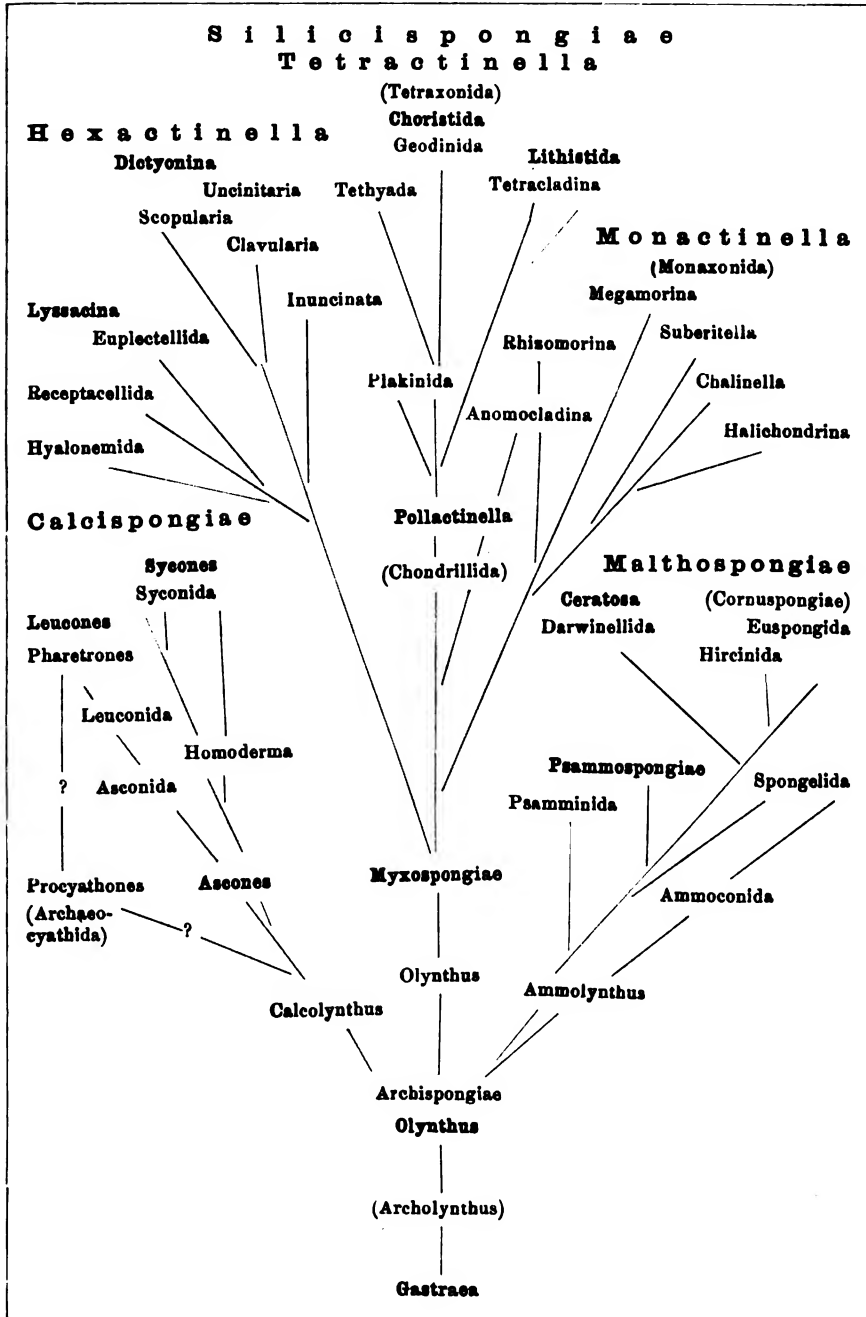 Silicispongiae
Tetractinella
(Tetraxonida)
Choristida
Geodinida
Hexactinella
Dictyonina
Uncinitaria
Scopularia
Clavularia
Inuncinata
Tethyada
Lithistida
Tetracladina
Monactinella
(Monaxonida)
Megamorina
Lyssacina
Euplectellida
Receptacellida
Hyalonemida
Plakinida
Rhisomorina
Anomocladina
Suberitella
Chalinella
Halichondrina
Calcispongiae
Pollactinella
(Chondrillida)
Sycones
Syconida
Leucones
Pharetrones
Leuconida
Homoderma
?
Asconida
Malthospongiae
Ceratosa
(Cornuspongiae)
Darwinellida
Euspongida
Hircinida
Psammospongiae
Psamminida
Spongelida
Procyathones
(Archaeo-
cyathida)
?
Ascones
Myxospongiae
Ammoconida
Calcolynthus
Olynthus
Ammolynthus
Archispongiae
Olynthus
(Archolynthus)
Gastraea